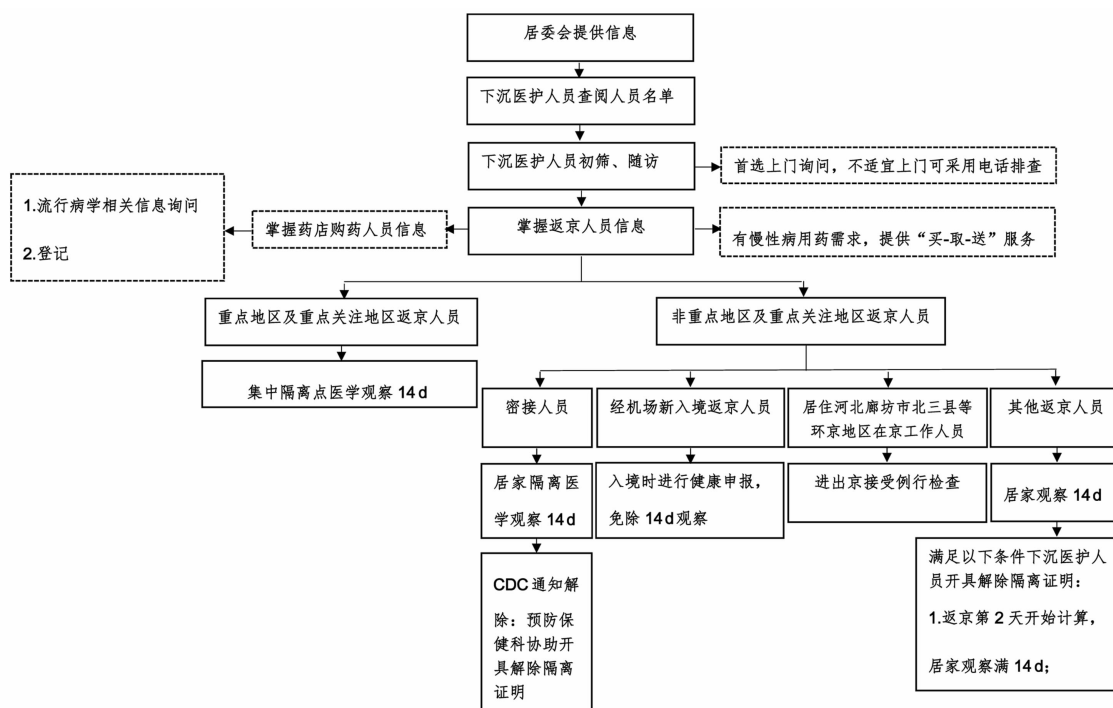 居委会提供信息
下沉医护人员查阅人员名单
下沉医护人员初筛、随访
首选上门询问，不适宜上门可采用电话排查
1.流行病学相关信息询问
2.登记
掌握药店购药人员信息
掌握返京人员信息
有慢性病用药需求，提供“买-取-送”服务
重点地区及重点关注地区返京人员
非重点地区及重点关注地区返京人员
集中隔离点医学观察 14 d
密接人员
经机场新入境返京人员
居住河北廊坊市北三县等
环京地区在京工作人员
其他返京人员
居家隔离医
学观察 14 d
入境时进行健康申报，
免除 14 d 观察
进出京接受例行检查
居家观察 14 d
CDC 通知解
除：预防保
健科协助开
具解除隔离
证明
满足以下条件下沉医护人
员开具解除隔离证明：
1.返京第 2 天开始计算，
居家观察满 14 d；